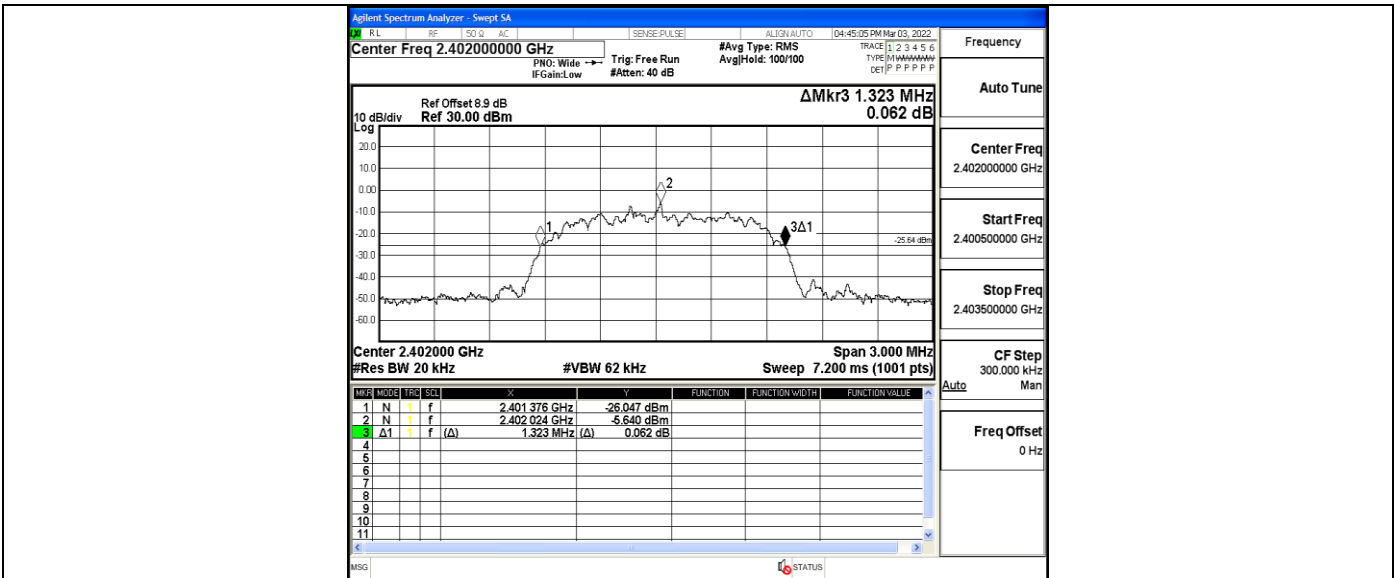 Agilent Spectrum Analyzer - Swept SA
LXI RL RF 50 Ω AC SENSE:PULSE ALIGNAUTO 04:45:05 PM Mar 03, 2022
Center Freq 2.402000000 GHz
PNO: Wide
IFGain:Low
Trig: Free Run
#Atten: 40 dB
#Avg Type: RMS
Avg|Hold: 100/100
TRACE 1 2 3 4 5 6
TYPE M
DET P P P P P P
ΔMkr3 1.323 MHz
0.062 dB
Ref Offset 8.9 dB
10 dB/div Ref 30.00 dBm
Log
20.0
10.0
0.00
-10.0
-20.0
-30.0
-40.0
-50.0
-60.0
1
2
3Δ1
-25.64 dBm
Center 2.402000 GHz Span 3.000 MHz
#Res BW 20 kHz #VBW 62 kHz Sweep 7.200 ms (1001 pts)
MKR MODE TRC SCL X Y FUNCTION FUNCTION WIDTH FUNCTION VALUE
1 N 1 f 2.401 376 GHz -26.047 dBm
2 N 1 f 2.402 024 GHz -5.640 dBm
3 Δ1 1 f (Δ) 1.323 MHz (Δ) 0.062 dB
4
5
6
7
8
9
10
11
MSG STATUS
Frequency
Auto Tune
Center Freq
2.402000000 GHz
Start Freq
2.400500000 GHz
Stop Freq
2.403500000 GHz
CF Step
300.000 kHz
Auto Man
Freq Offset
0 Hz